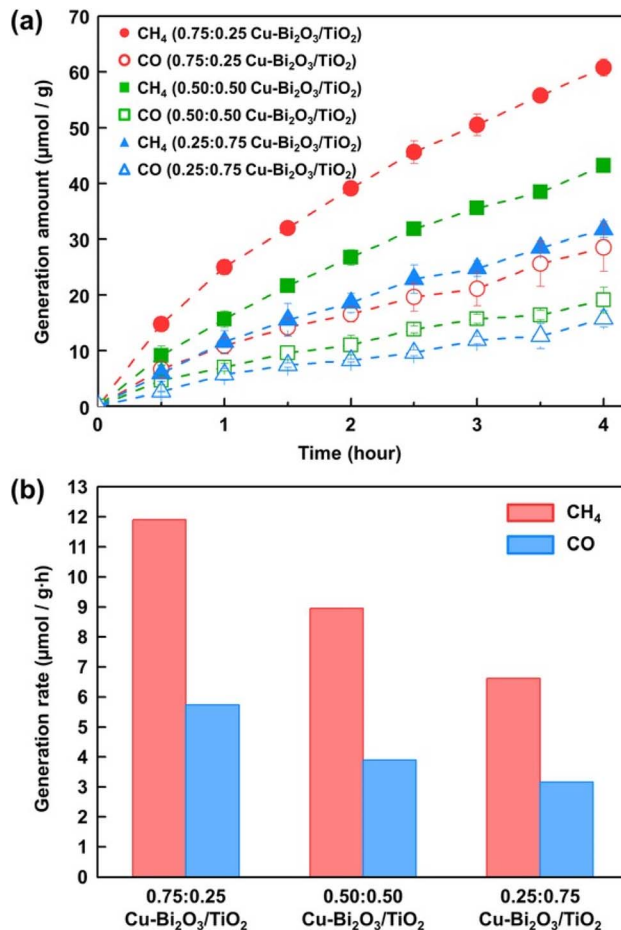 (a)
70
60
50
40
30
20
10
0
Generation amount (μmol / g)
CH₄ (0.75:0.25 Cu-Bi₂O₃/TiO₂)
CO (0.75:0.25 Cu-Bi₂O₃/TiO₂)
CH₄ (0.50:0.50 Cu-Bi₂O₃/TiO₂)
CO (0.50:0.50 Cu-Bi₂O₃/TiO₂)
CH₄ (0.25:0.75 Cu-Bi₂O₃/TiO₂)
CO (0.25:0.75 Cu-Bi₂O₃/TiO₂)
0 1 2 3 4
Time (hour)
(b)
13
12
11
10
9
8
7
6
5
4
3
2
1
0
Generation rate (μmol / g·h)
CH₄
CO
0.75:0.25 0.50:0.50 0.25:0.75
Cu-Bi₂O₃/TiO₂ Cu-Bi₂O₃/TiO₂ Cu-Bi₂O₃/TiO₂